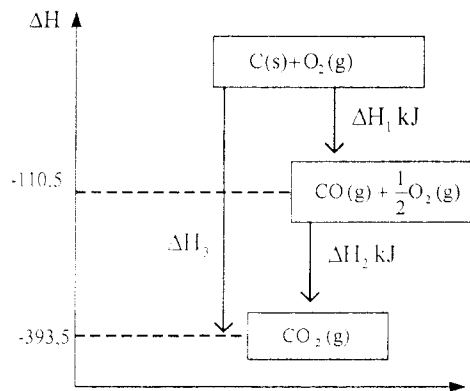 ΔH
C(s)+O₂(g)
ΔH₁ kJ
-110,5
CO(g)+½O₂(g)
ΔH₃
ΔH₂ kJ
-393,5
CO₂(g)